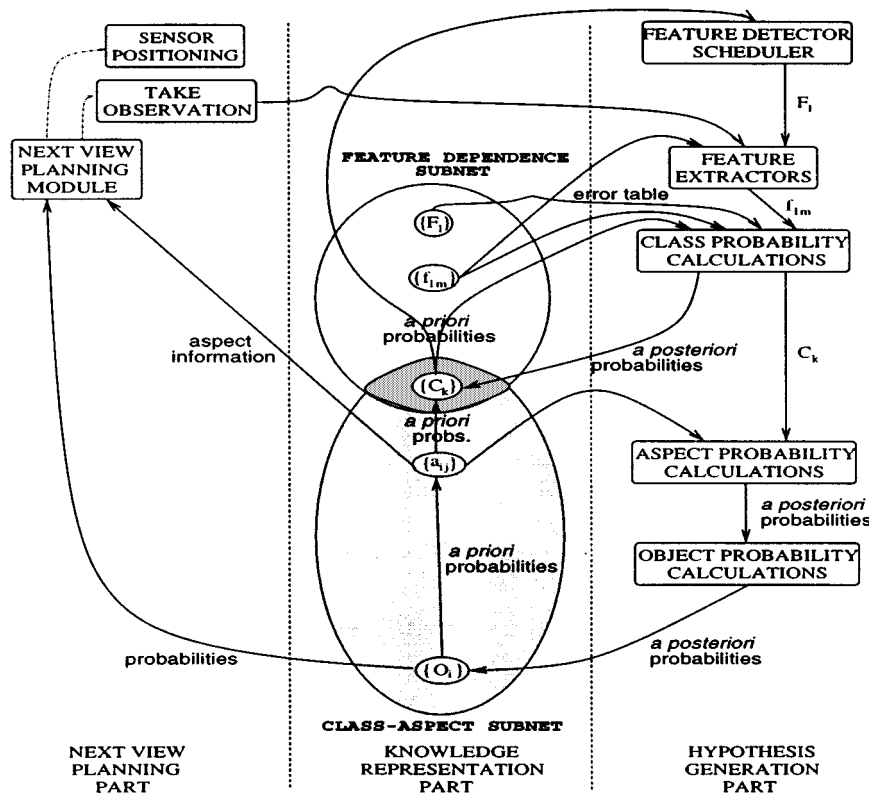 SENSOR
POSITIONING
TAKE
OBSERVATION
NEXT VIEW
PLANNING
MODULE
aspect
information
probabilities
NEXT VIEW
PLANNING
PART
FEATURE DEPENDENCE
SUBNET
{F_l}
{f_lm}
a priori
probabilities
{C_k}
a priori
probs.
{a_ij}
a priori
probabilities
{O_i}
CLASS-ASPECT SUBNET
KNOWLEDGE
REPRESENTATION
PART
FEATURE DETECTOR
SCHEDULER
F_l
FEATURE
EXTRACTORS
error table
f_lm
CLASS PROBABILITY
CALCULATIONS
a posteriori
probabilities
C_k
ASPECT PROBABILITY
CALCULATIONS
a posteriori
probabilities
OBJECT PROBABILITY
CALCULATIONS
a posteriori
probabilities
HYPOTHESIS
GENERATION
PART